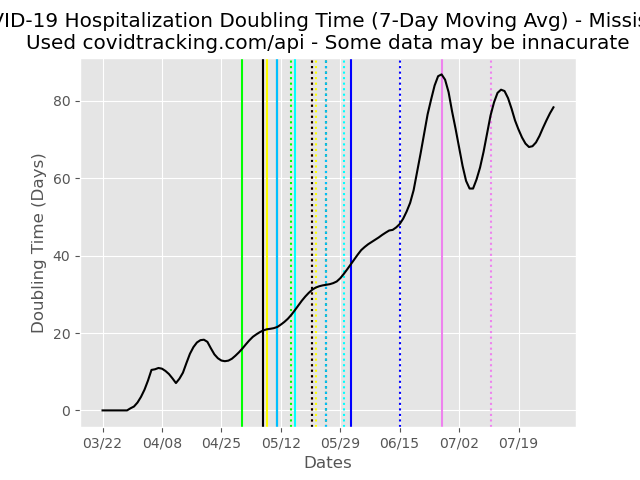 VID-19 Hospitalization Doubling Time (7-Day Moving Avg) - Missis
Used covidtracking.com/api - Some data may be innacurate
Doubling Time (Days)
80
60
40
20
0
03/22 04/08 04/25 05/12 05/29 06/15 07/02 07/19
Dates